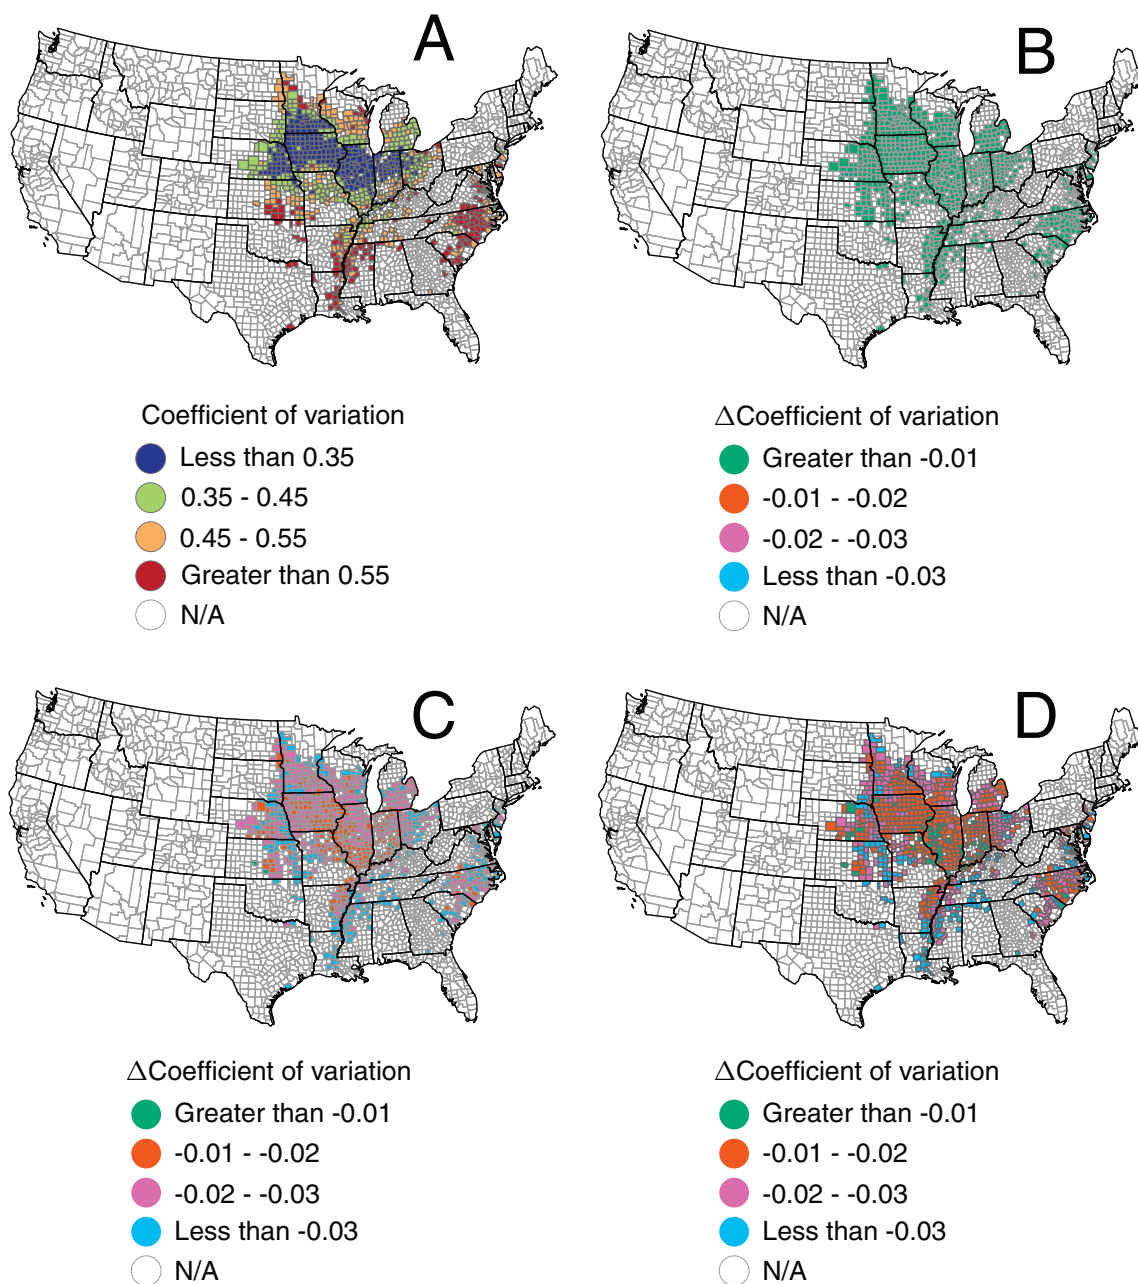 A
B
Coefficient of variation
Less than 0.35
0.35 - 0.45
0.45 - 0.55
Greater than 0.55
N/A
ΔCoefficient of variation
Greater than -0.01
-0.01 - -0.02
-0.02 - -0.03
Less than -0.03
N/A
C
D
ΔCoefficient of variation
Greater than -0.01
-0.01 - -0.02
-0.02 - -0.03
Less than -0.03
N/A
ΔCoefficient of variation
Greater than -0.01
-0.01 - -0.02
-0.02 - -0.03
Less than -0.03
N/A